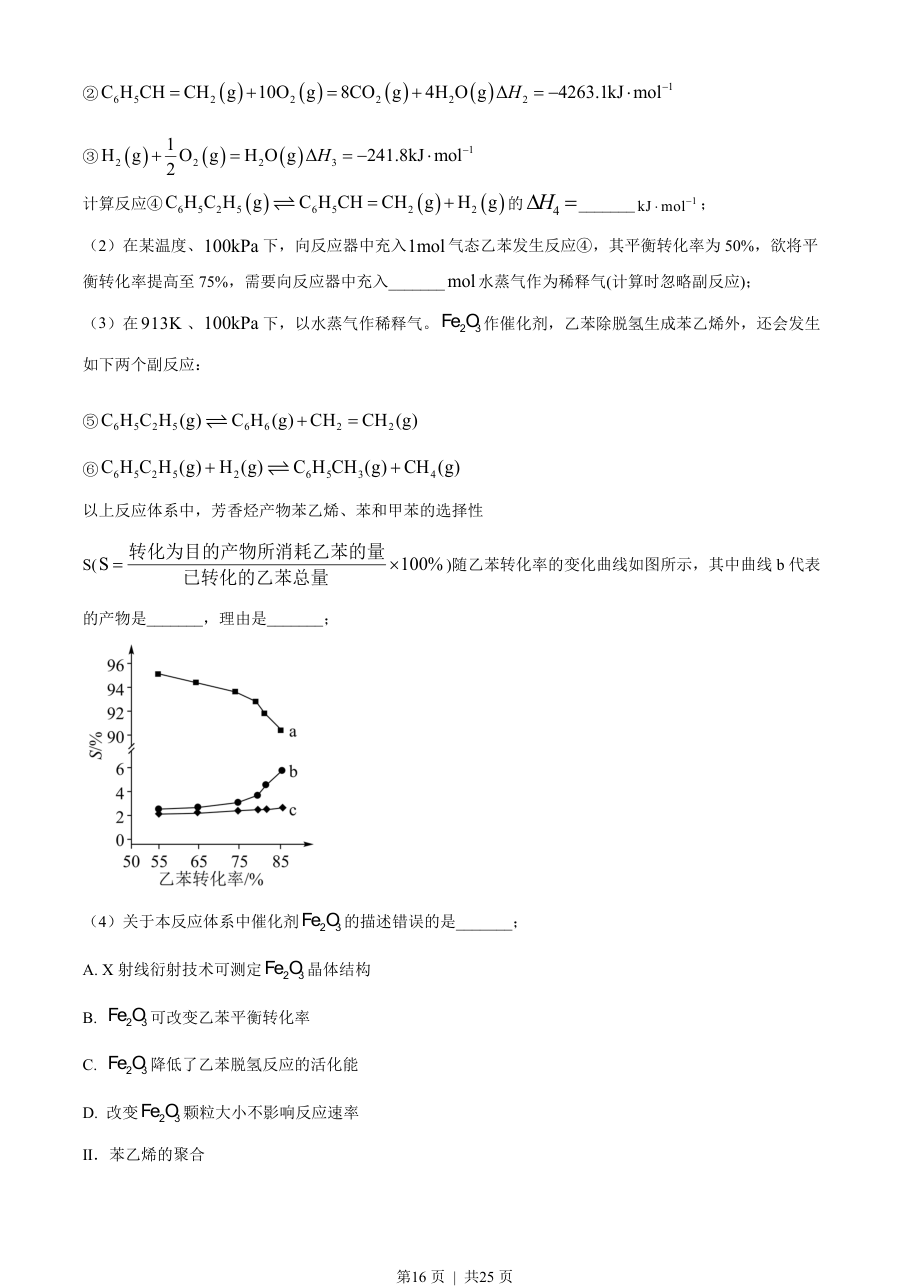 ②C₆H₅CH=CH₂(g)+10O₂(g)=8CO₂(g)+4H₂O(g)ΔH₂=−4263.1kJ·mol⁻¹
③H₂(g)+1/2O₂(g)=H₂O(g)ΔH₃=−241.8kJ·mol⁻¹
计算反应④C₆H₅C₂H₅(g)⇌C₆H₅CH=CH₂(g)+H₂(g)的ΔH₄=_______kJ·mol⁻¹；
（2）在某温度、100kPa下，向反应器中充入1mol气态乙苯发生反应④，其平衡转化率为50%，欲将平
衡转化率提高至75%，需要向反应器中充入_______mol水蒸气作为稀释气(计算时忽略副反应)；
（3）在913K、100kPa下，以水蒸气作稀释气。Fe₂O₃作催化剂，乙苯除脱氢生成苯乙烯外，还会发生
如下两个副反应：
⑤C₆H₅C₂H₅(g)⇌C₆H₆(g)+CH₂=CH₂(g)
⑥C₆H₅C₂H₅(g)+H₂(g)⇌C₆H₅CH₃(g)+CH₄(g)
以上反应体系中，芳香烃产物苯乙烯、苯和甲苯的选择性
S(S=转化为目的产物所消耗乙苯的量/已转化的乙苯总量×100%)随乙苯转化率的变化曲线如图所示，其中曲线b代表
的产物是_______，理由是_______；
96
94
92
90
a
S/%
6
b
4
c
2
0
50 55 65 75 85
乙苯转化率/%
（4）关于本反应体系中催化剂Fe₂O₃的描述错误的是_______；
A. X射线衍射技术可测定Fe₂O₃晶体结构
B. Fe₂O₃可改变乙苯平衡转化率
C. Fe₂O₃降低了乙苯脱氢反应的活化能
D. 改变Fe₂O₃颗粒大小不影响反应速率
II．苯乙烯的聚合
第16页 | 共25页